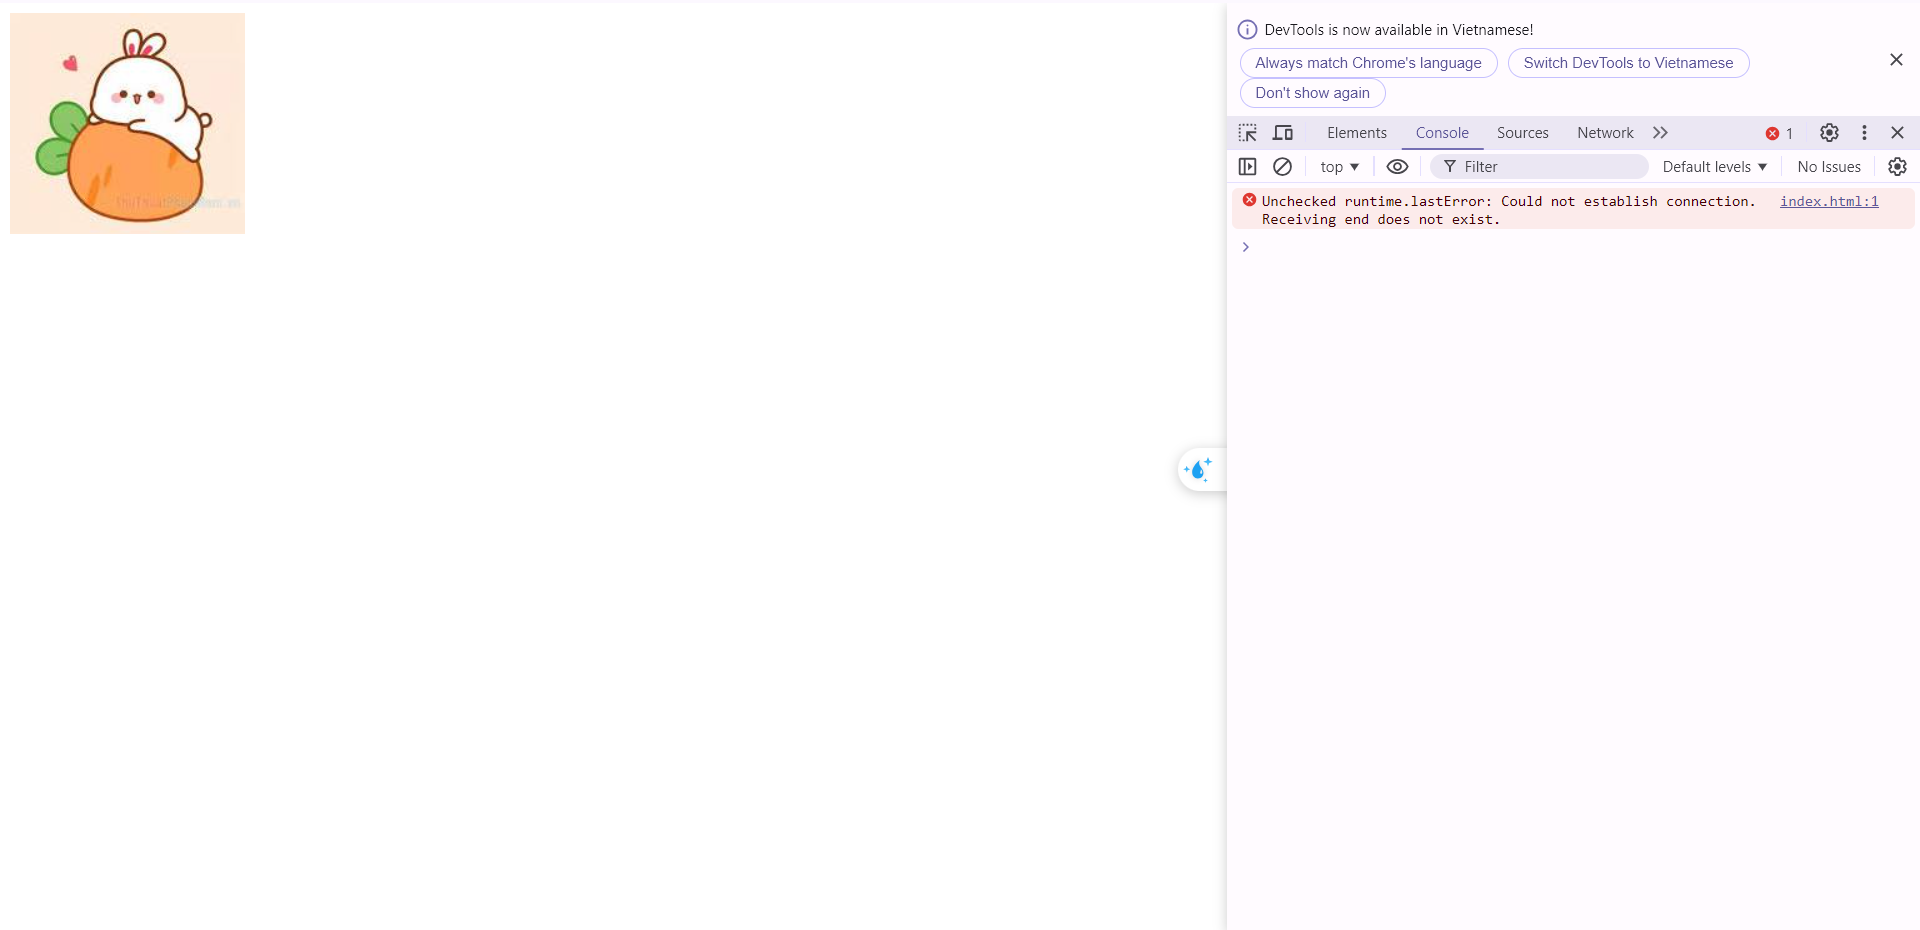 DevTools is now available in Vietnamese!
Always match Chrome's language
Switch DevTools to Vietnamese
Don't show again
Elements
Console
Sources
Network
1
top
Filter
Default levels
No Issues
Unchecked runtime.lastError: Could not establish connection. index.html:1
Receiving end does not exist.